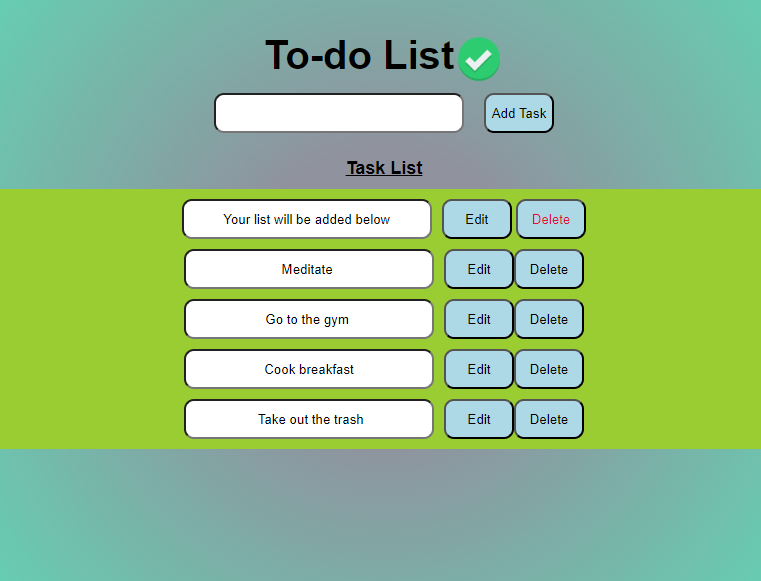 To-do List
Add Task
Task List
Your list will be added below Edit Delete
Meditate Edit Delete
Go to the gym Edit Delete
Cook breakfast Edit Delete
Take out the trash Edit Delete